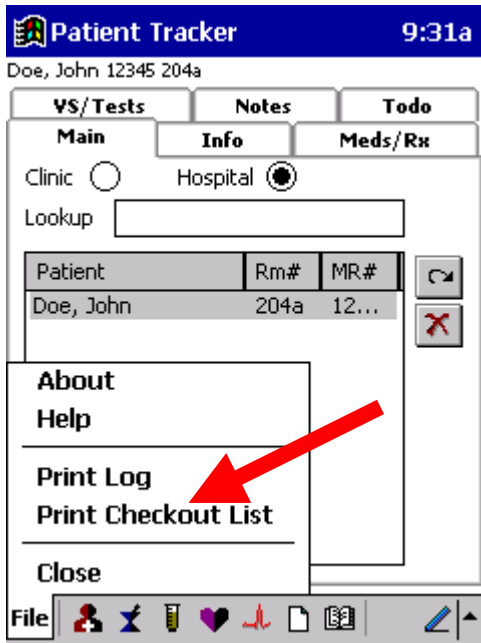 Patient Tracker 9:31a
Doe, John 12345 204a
VS/Tests Notes Todo
Main Info Meds/Rx
Clinic Hospital
Lookup
Patient Rm# MR#
Doe, John 204a 12...
About
Help
Print Log
Print Checkout List
Close
File